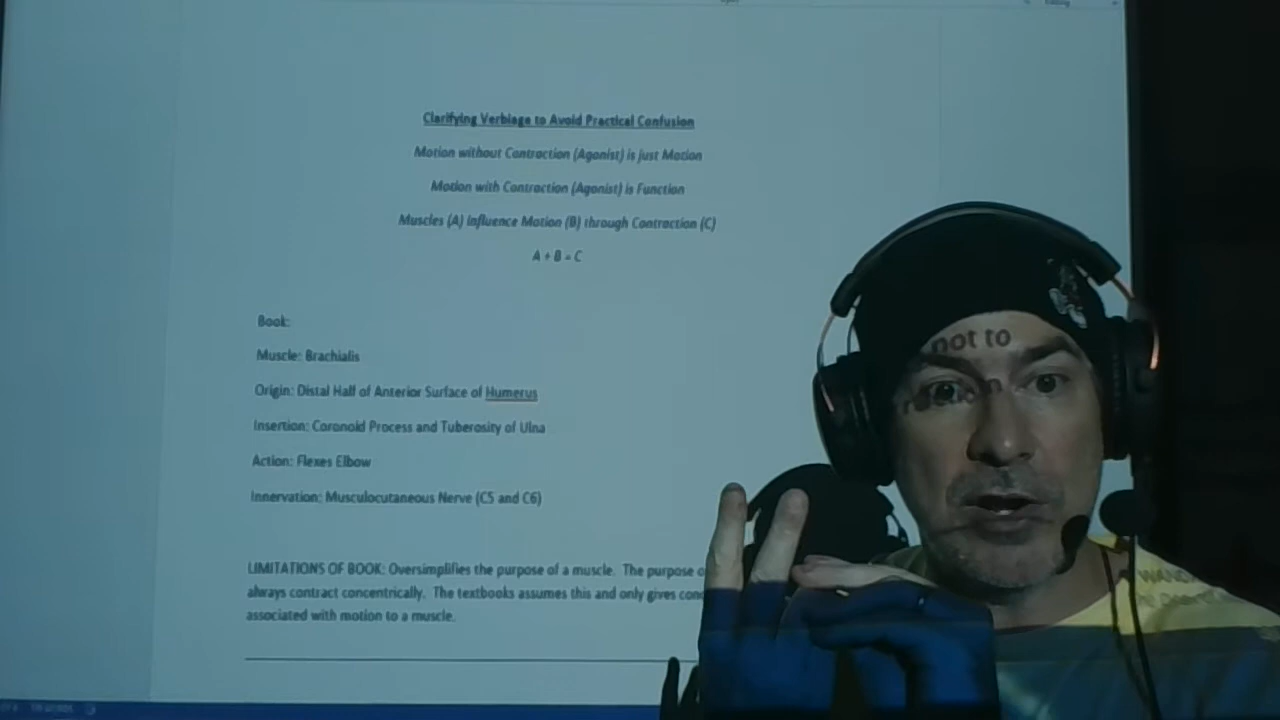 Clarifying Verbiage to Avoid Practical Confusion
Motion without Contraction (Agonist) is just Motion
Motion with Contraction (Agonist) is Function
Muscles (A) Influence Motion (B) through Contraction (C)
A + B = C
Book:
Muscle: Brachialis
Origin: Distal Half of Anterior Surface of Humerus
Insertion: Coronoid Process and Tuberosity of Ulna
Action: Flexes Elbow
Innervation: Musculocutaneous Nerve (C5 and C6)
LIMITATIONS OF BOOK: Oversimplifies the purpose of a muscle. The purpose
not to
always contract concentrically. The textbooks assumes this and only gives
associated with motion to a muscle.